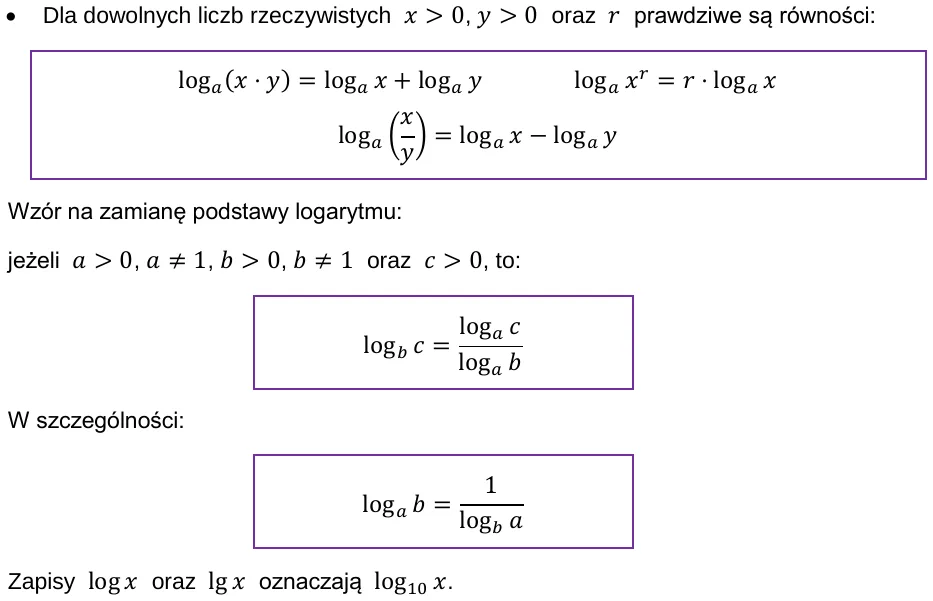 • Dla dowolnych liczb rzeczywistych x > 0, y > 0 oraz r prawdziwe są równości:
logₐ(x · y) = logₐ x + logₐ y logₐ xʳ = r · logₐ x
logₐ (x/y) = logₐ x − logₐ y
Wzór na zamianę podstawy logarytmu:
jeżeli a > 0, a ≠ 1, b > 0, b ≠ 1 oraz c > 0, to:
log_b c = logₐ c / logₐ b
W szczególności:
logₐ b = 1 / log_b a
Zapisy log x oraz lg x oznaczają log₁₀ x.